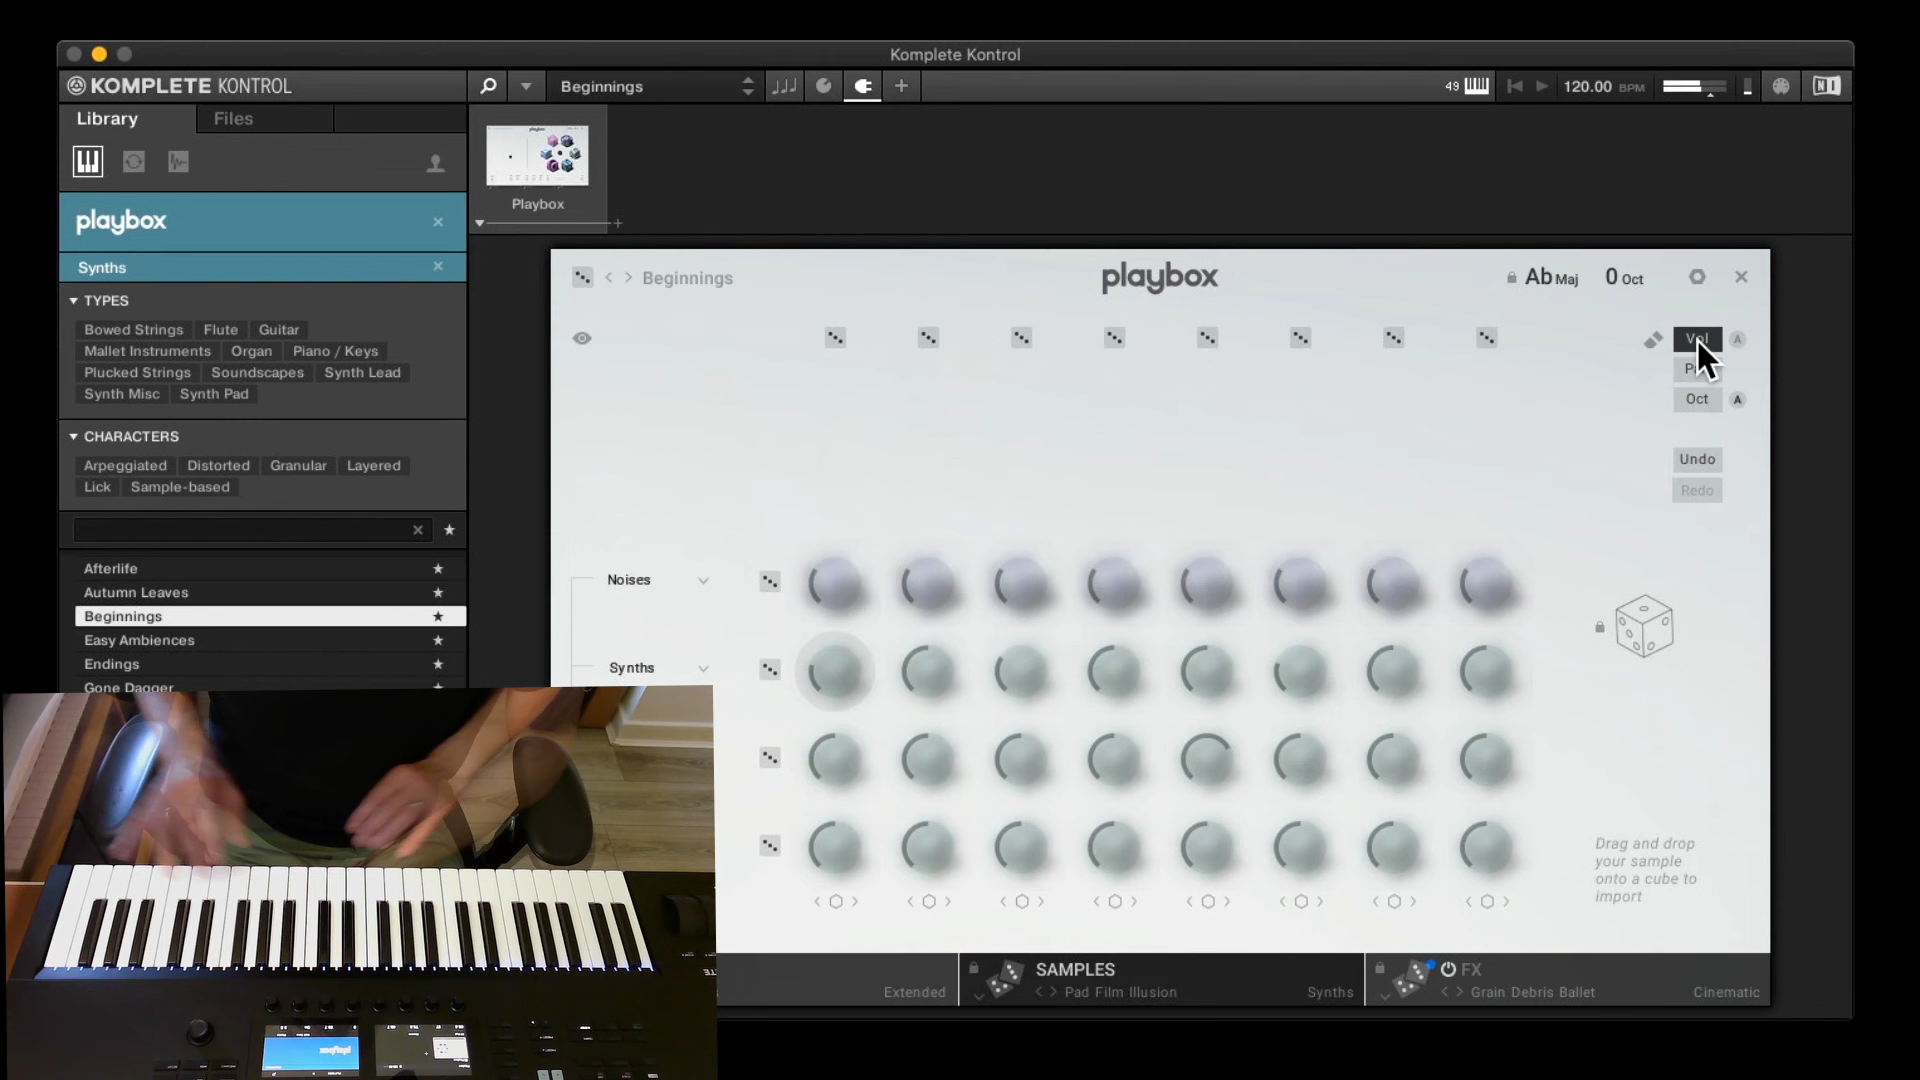 Komplete Kontrol
KOMPLETE KONTROL
Beginnings
49
120.00 BPM
Library
Files
playbox
Synths
TYPES
Bowed Strings
Flute
Guitar
Mallet Instruments
Organ
Piano / Keys
Plucked Strings
Soundscapes
Synth Lead
Synth Misc
Synth Pad
CHARACTERS
Arpeggiated
Distorted
Granular
Layered
Lick
Sample-based
Afterlife
Autumn Leaves
Beginnings
Easy Ambiences
Endings
Gone Dagger
playbox
Playbox
Beginnings
playbox
Ab Maj
0 Oct
A
Oct
A
Undo
Redo
Noises
Synths
Drag and drop
your sample
onto a cube to
import
Extended
SAMPLES
Pad Film Illusion
Synths
FX
Grain Debris Ballet
Cinematic